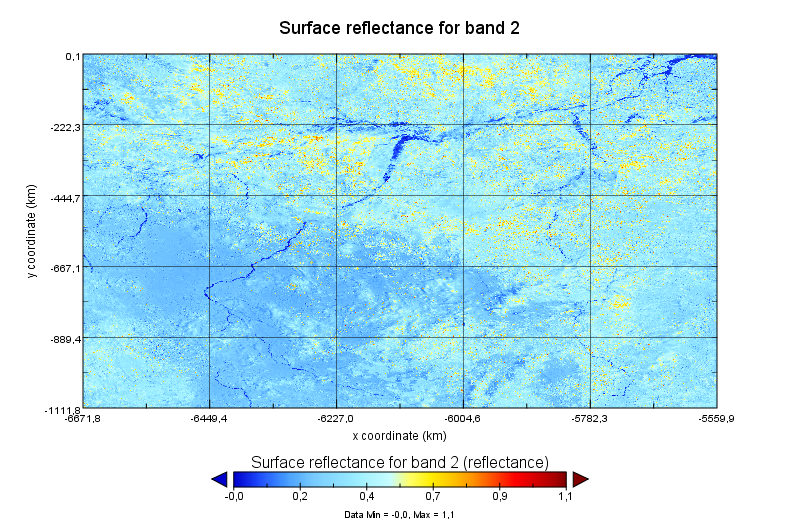 Surface reflectance for band 2
0,1
-222,3
-444,7
-667,1
-889,4
-1111,8
y coordinate (km)
-6671,8 -6449,4 -6227,0 -6004,6 -5782,3 -5559,9
x coordinate (km)
Surface reflectance for band 2 (reflectance)
-0,0 0,2 0,4 0,7 0,9 1,1
Data Min = -0,0, Max = 1,1